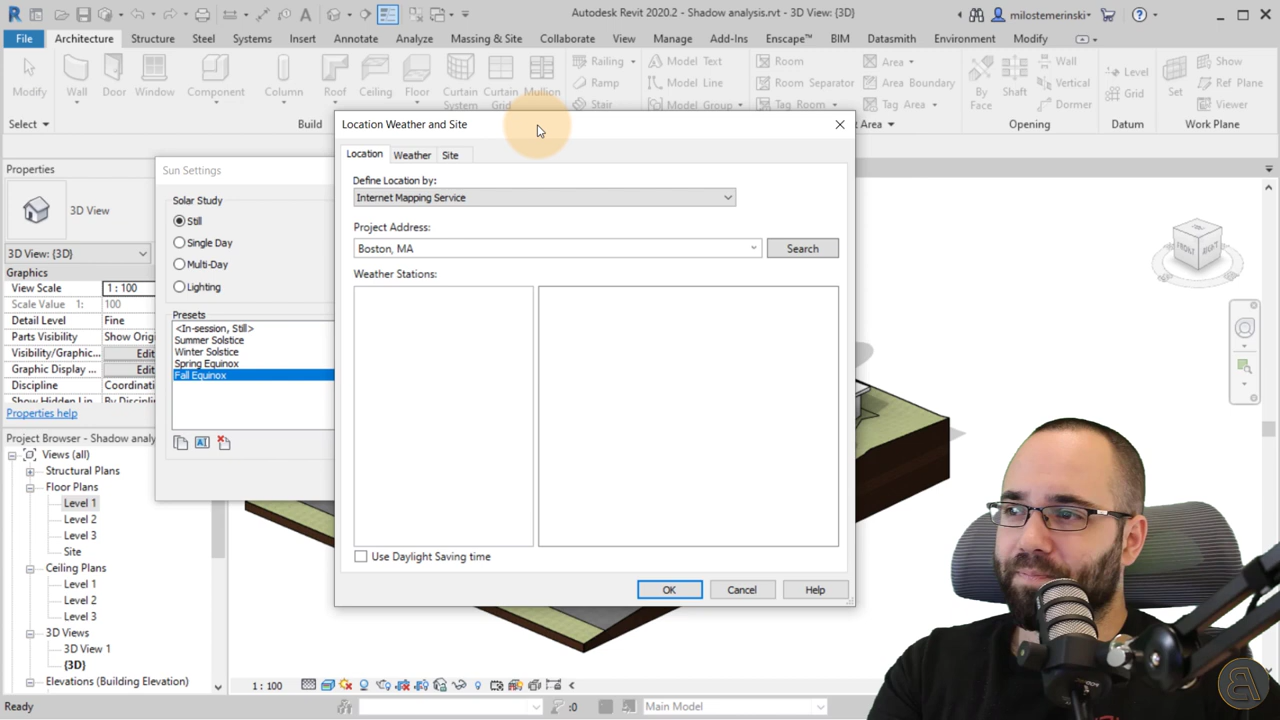 Autodesk Revit 2020.2 - Shadow analysis.rvt - 3D View: {3D}
milostemerinski
File Architecture Structure Steel Systems Insert Annotate Analyze Massing & Site Collaborate View Manage Add-Ins Enscape™ BIM Datasmith Environment Modify
Modify Wall Door Window Component Column Roof Ceiling Floor Curtain System Curtain Grid Mullion
Railing
Ramp
Stair
Model Text
Model Line
Model Group
Room
Room Separator
Tag Room
Area
Area Boundary
Tag Area
By Face
Shaft
Wall
Vertical
Dormer
Level
Grid
Set
Show
Ref Plane
Viewer
Select Build Area Opening Datum Work Plane
Properties
3D View
3D View: {3D}
Graphics
View Scale 1 : 100
Scale Value 1: 100
Detail Level Fine
Parts Visibility Show Origi
Visibility/Graphic... Edit
Graphic Display ... Edit
Discipline Coordinati
Show Hidden Lin... By Disciplin
Properties help
Project Browser - Shadow analy
Views (all)
Structural Plans
Floor Plans
Level 1
Level 2
Level 3
Site
Ceiling Plans
Level 1
Level 2
Level 3
3D Views
3D View 1
{3D}
Elevations (Building Elevation)
Sun Settings
Solar Study
Still
Single Day
Multi-Day
Lighting
Presets
<In-session, Still>
Summer Solstice
Winter Solstice
Spring Equinox
Fall Equinox
Location Weather and Site
Location Weather Site
Define Location by:
Internet Mapping Service
Project Address:
Boston, MA Search
Weather Stations:
Use Daylight Saving time
OK Cancel Help
FRONT
1 : 100
Ready :0 Main Model